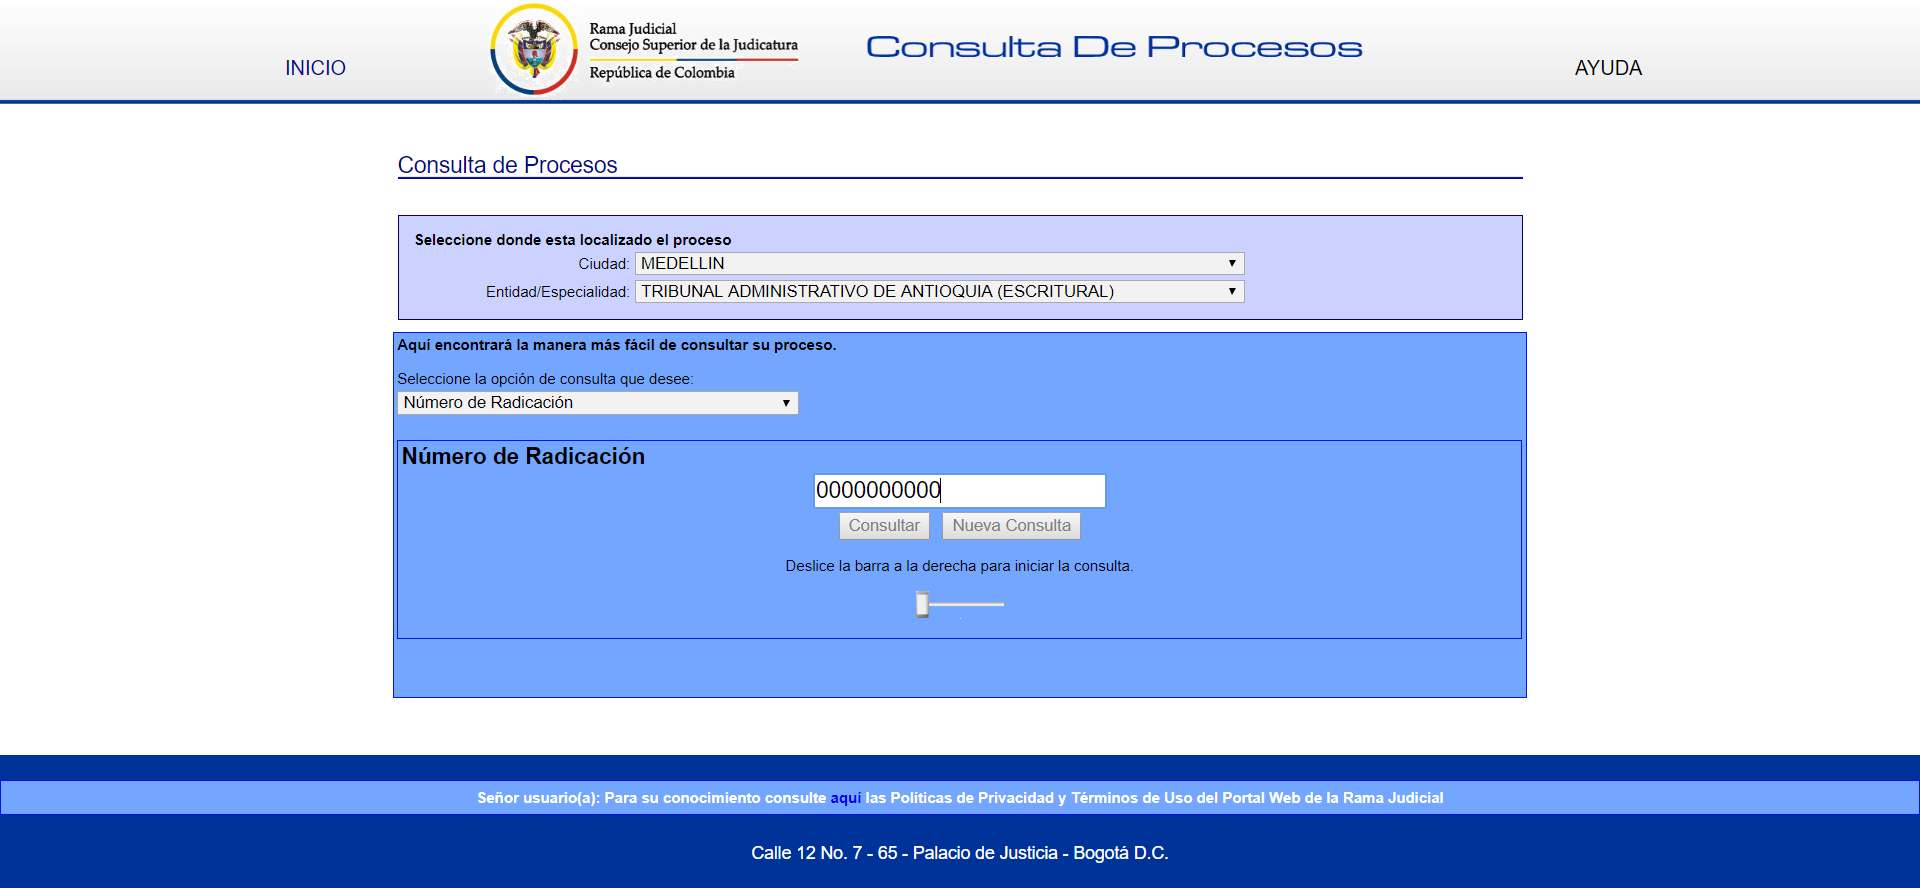 INICIO
Rama Judicial
Consejo Superior de la Judicatura
República de Colombia
Consulta De Procesos
AYUDA
Consulta de Procesos
Seleccione donde esta localizado el proceso
Ciudad: MEDELLIN
Entidad/Especialidad: TRIBUNAL ADMINISTRATIVO DE ANTIOQUIA (ESCRITURAL)
Aquí encontrará la manera más fácil de consultar su proceso.
Seleccione la opción de consulta que desee:
Número de Radicación
Número de Radicación
0000000000
Consultar Nueva Consulta
Deslice la barra a la derecha para iniciar la consulta.
Señor usuario(a): Para su conocimiento consulte aquí las Políticas de Privacidad y Términos de Uso del Portal Web de la Rama Judicial
Calle 12 No. 7 - 65 - Palacio de Justicia - Bogotá D.C.